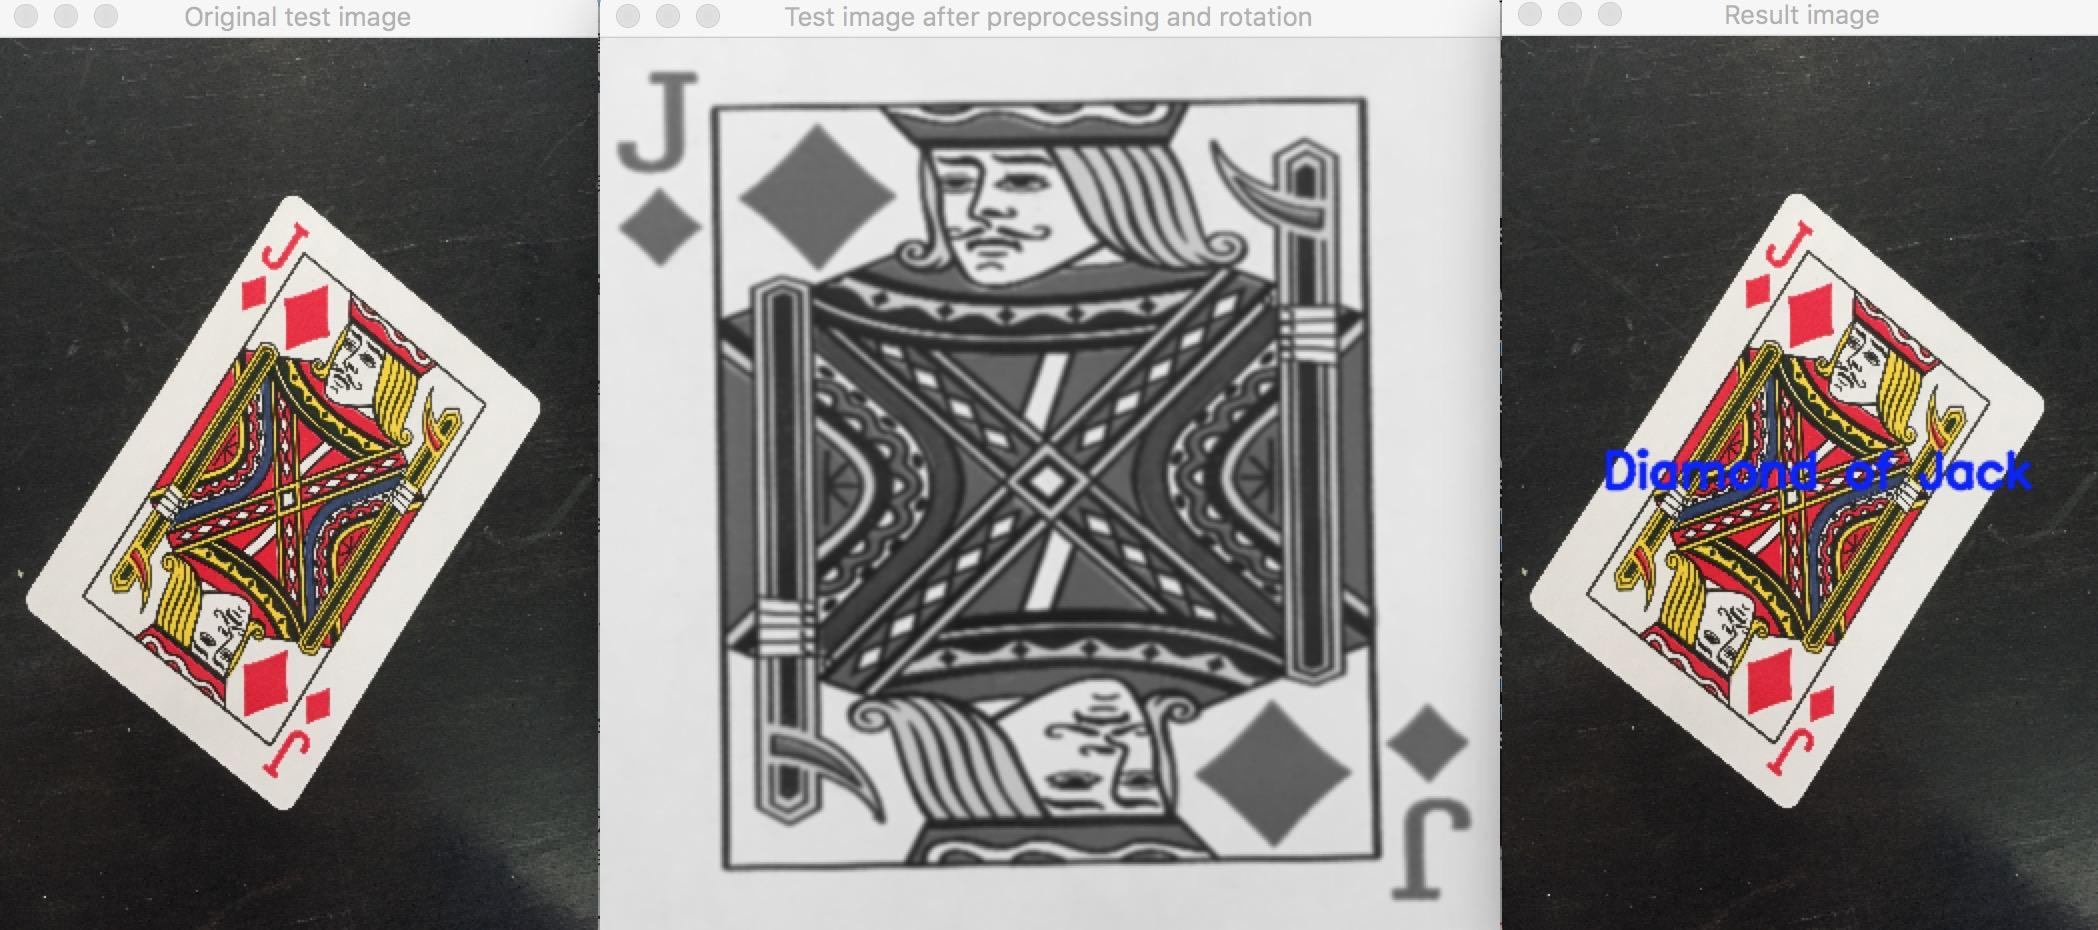 Original test image
Test image after preprocessing and rotation
Result image
J
J
J
Diamond of Jack
J
J
J